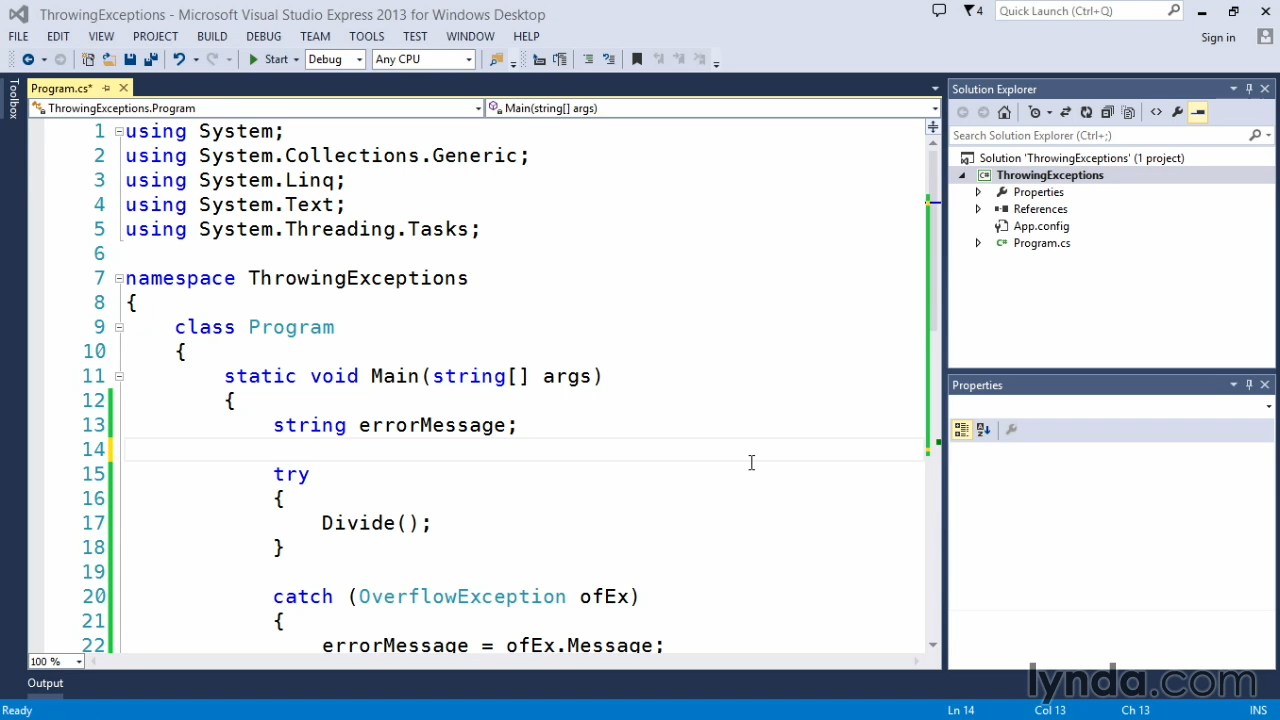 ThrowingExceptions - Microsoft Visual Studio Express 2013 for Windows Desktop
4
Quick Launch (Ctrl+Q)
FILE EDIT VIEW PROJECT BUILD DEBUG TEAM TOOLS TEST WINDOW HELP
Sign in
Start Debug Any CPU
Toolbox
Program.cs*
ThrowingExceptions.Program
Main(string[] args)
1 using System;
2 using System.Collections.Generic;
3 using System.Linq;
4 using System.Text;
5 using System.Threading.Tasks;
6
7 namespace ThrowingExceptions
8 {
9 class Program
10 {
11 static void Main(string[] args)
12 {
13 string errorMessage;
14
15 try
16 {
17 Divide();
18 }
19
20 catch (OverflowException ofEx)
21 {
22 errorMessage = ofEx.Message;
100 %
Output
Solution Explorer
Search Solution Explorer (Ctrl+;)
Solution 'ThrowingExceptions' (1 project)
ThrowingExceptions
Properties
References
App.config
Program.cs
Properties
lynda.com
Ready
Ln 14
Col 13
Ch 13
INS